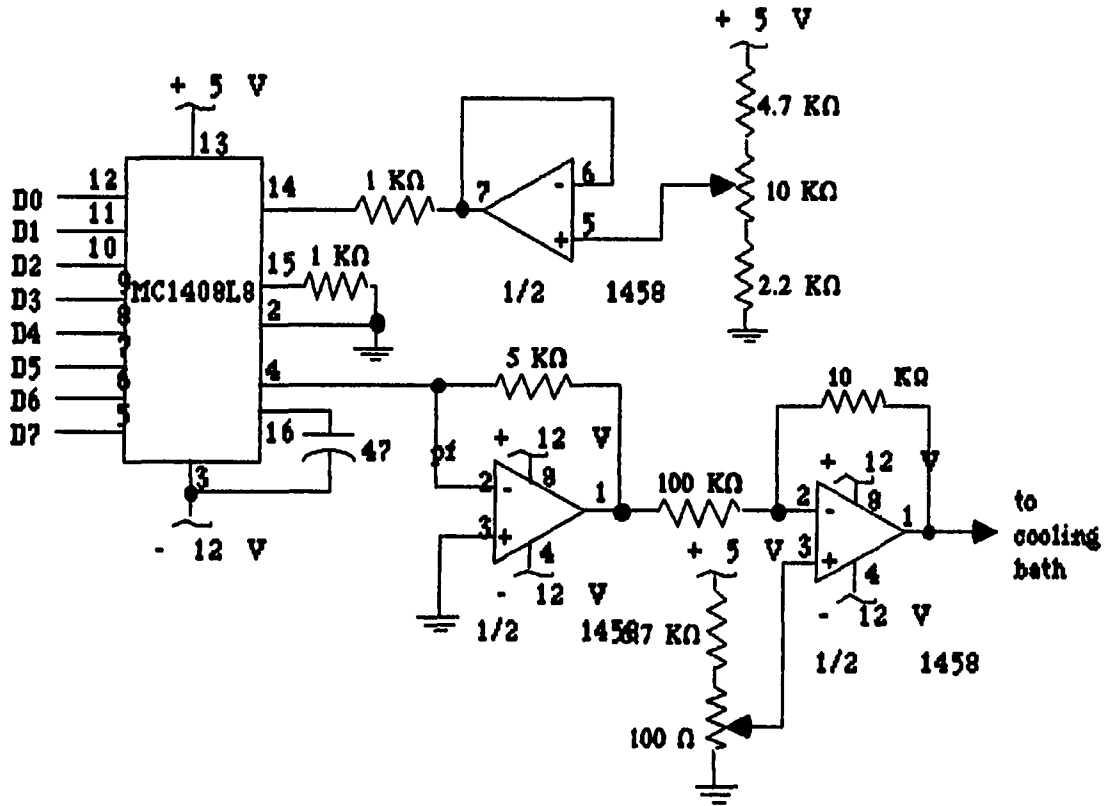 + 5 V
4.7 KΩ
10 KΩ
2.2 KΩ
+ 5 V
13
D0 12
D1 11
D2 10
D3 9
D4 8
D5 7
D6 6
D7 5
MC1408L8
14
1 KΩ
7
6
-
5
+
1/2 1458
15
1 KΩ
2
4
16
47 pf
3
- 12 V
5 KΩ
+ 12 V
8
2
-
3
+
1
4
- 12 V
1/2 1458
100 KΩ
10 KΩ
+ 12 V
8
2
-
3
+
1
4
- 12 V
1/2 1458
to
cooling
bath
+ 5 V
7 KΩ
100 Ω